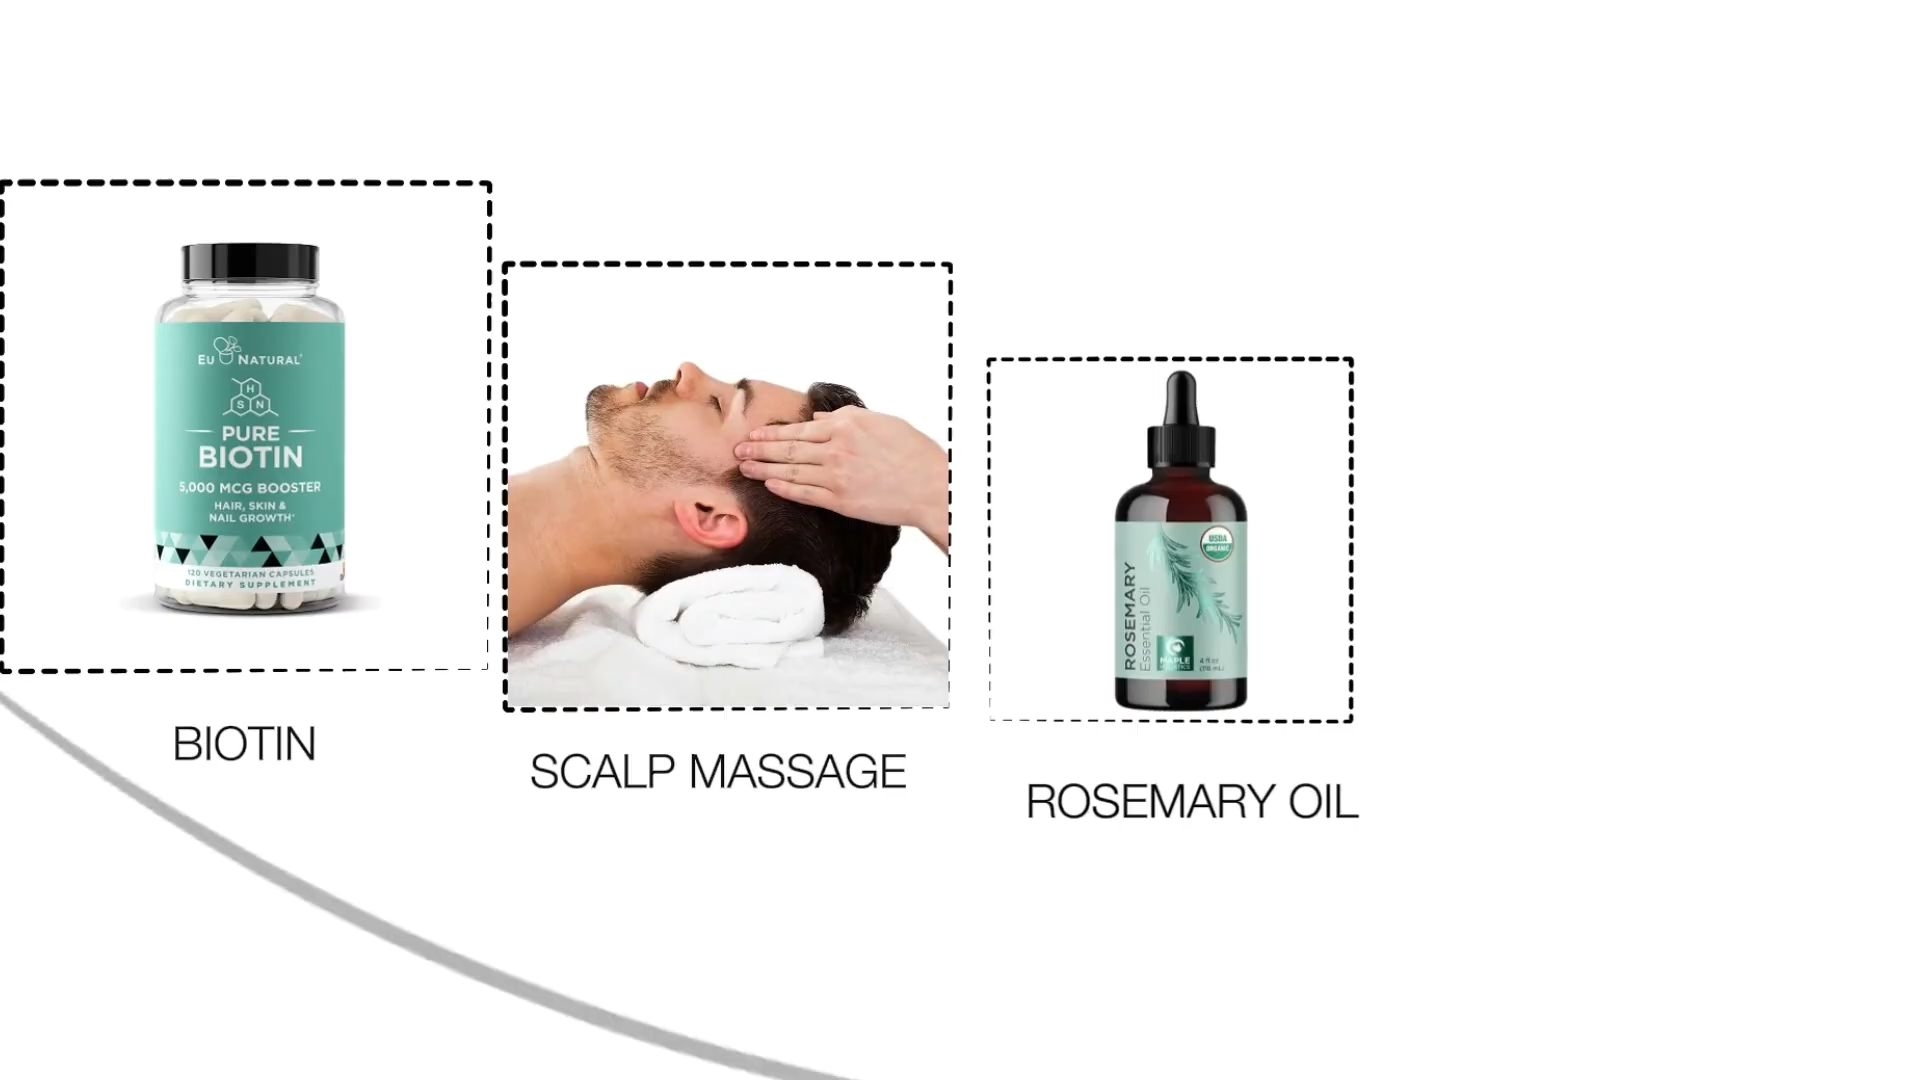 EU NATURAL
H
S N
PURE
BIOTIN
5,000 MCG BOOSTER
HAIR, SKIN &
NAIL GROWTH*
120 VEGETARIAN CAPSULES
DIETARY SUPPLEMENT
BIOTIN
SCALP MASSAGE
ROSEMARY
Essential Oil
USDA
ORGANIC
MAPLE
4 fl oz
ROSEMARY OIL